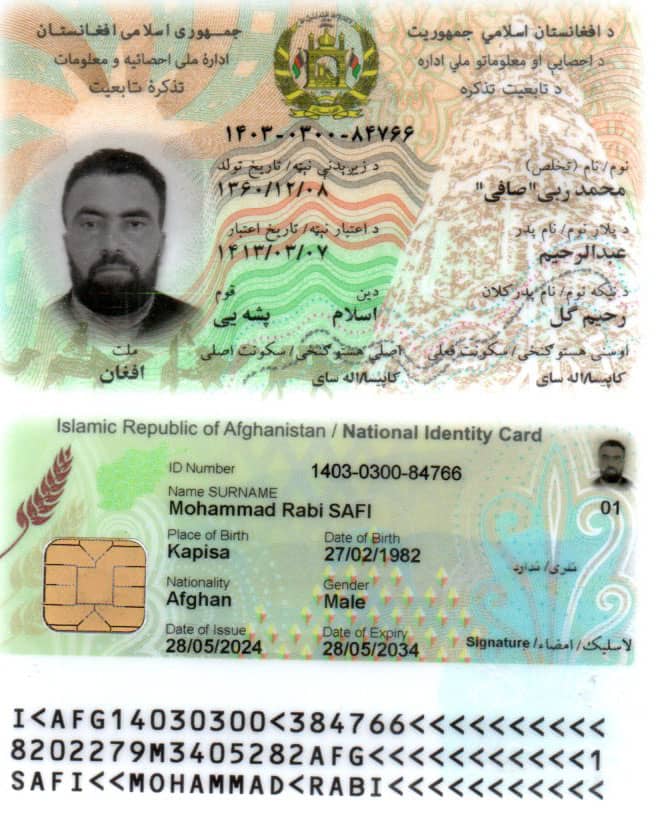 د افغانستان اسلامي جمهوریت
جمهوری اسلامی افغانستان
د احصایې او معلوماتو ملي اداره
ادارهٔ ملی احصائیه و معلومات
د تابعیت تذکره
تذکرهٔ تابعیت
۱۴۰۳-۰۳۰۰-۸۴۷۶۶
نوم/ نام (تخلص)
د زیږېدنې نېټه/ تاریخ تولد
محمد ربی "صافی"
۱۳۶۰/۱۲/۰۸
د پلار نوم/ نام پدر
د اعتبار نېټه/ تاریخ اعتبار
عبدالرحیم
۱۴۱۳/۰۳/۰۷
د نیکه نوم/ نام پدرکلان
دین
قوم
رحیم گل
اسلام
پشه یی
اوسنی هستوګنځی/ سکونت فعلی
اصلي هستوګنځی/ سکونت اصلی
ملت
کاپیسا/اله سای
کاپیسا/اله سای
افغان
Islamic Republic of Afghanistan / National Identity Card
ID Number 1403-0300-84766
Name SURNAME
Mohammad Rabi SAFI
01
Place of Birth Date of Birth
Kapisa 27/02/1982
نلري/ ندارد
Nationality Gender
Afghan Male
Date of Issue Date of Expiry
Signature / لاسلیک/ امضاء
28/05/2024 28/05/2034
I<AFG14030300<384766<<<<<<<<<<
8202279M3405282AFG<<<<<<<<<<<1
SAFI<<MOHAMMAD<RABI<<<<<<<<<<<